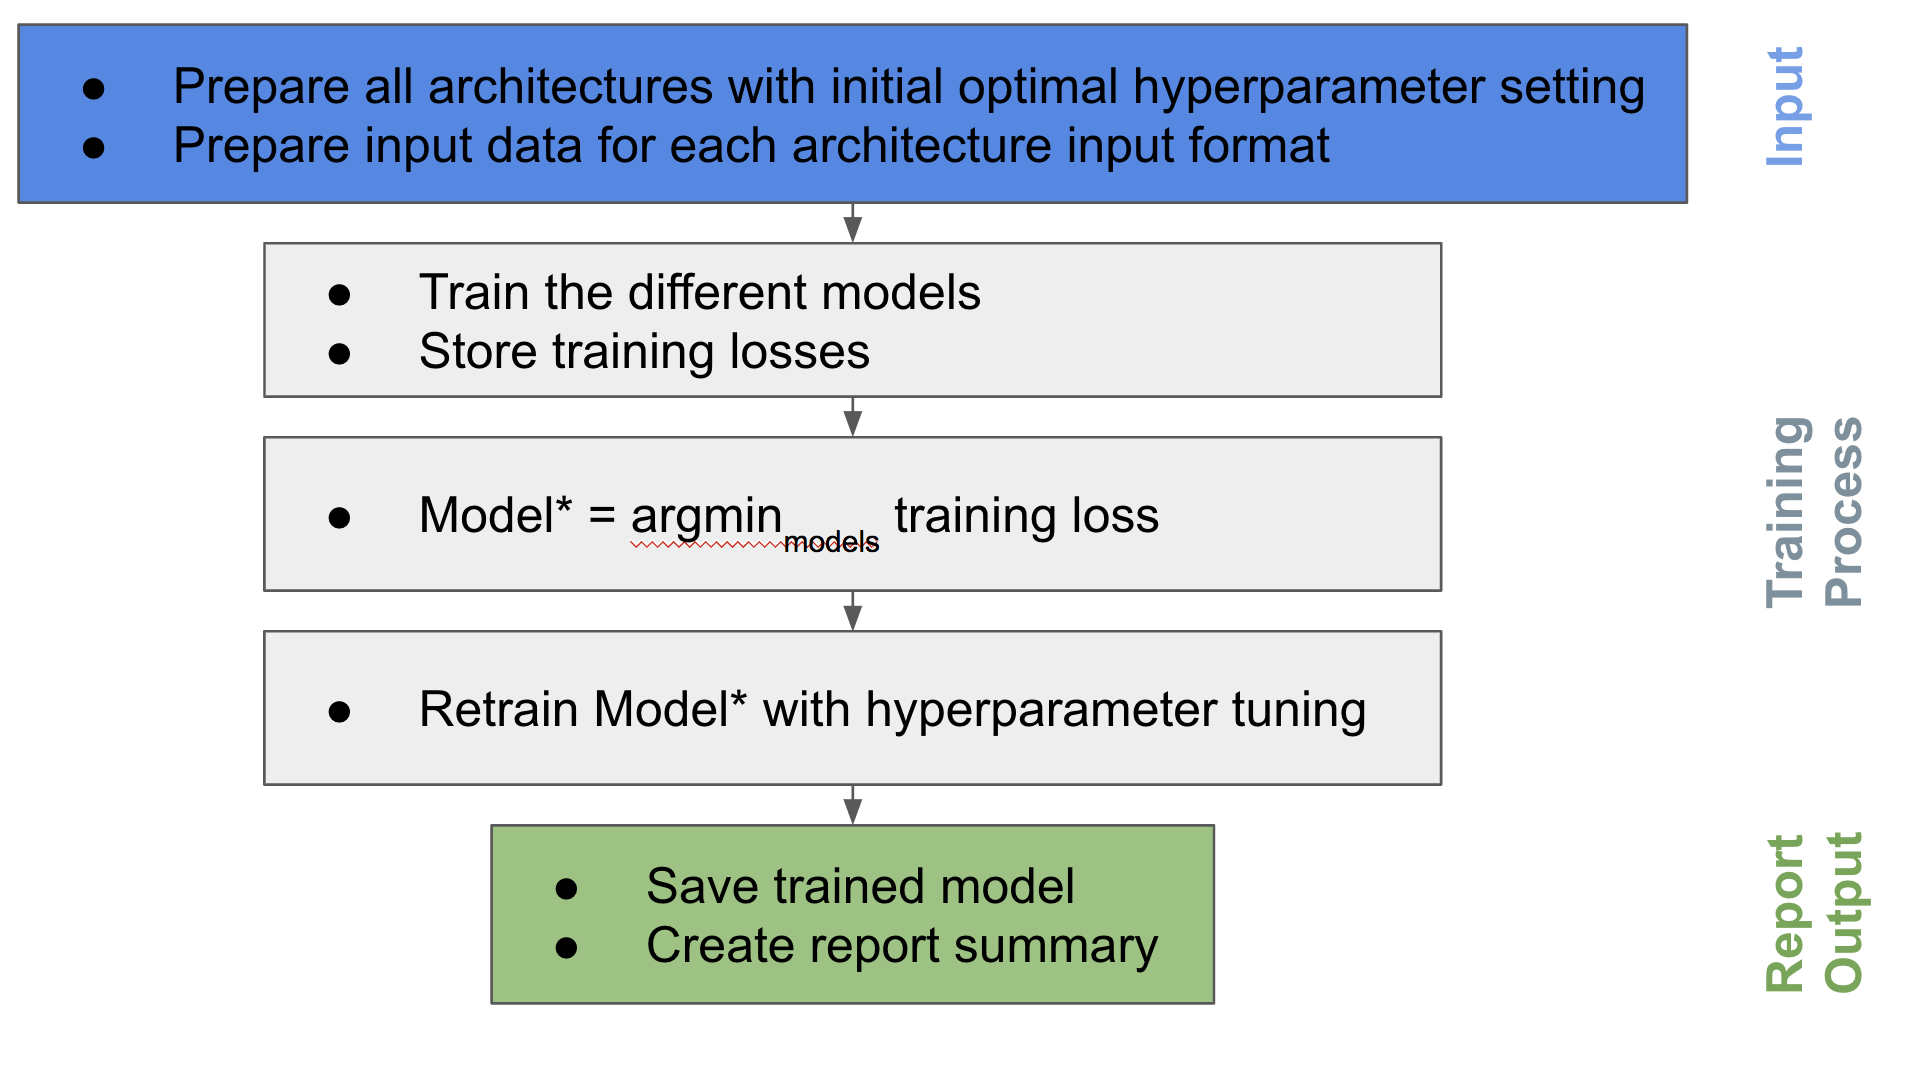 ● Prepare all architectures with initial optimal hyperparameter setting
● Prepare input data for each architecture input format
Input
● Train the different models
● Store training losses
● Model* = argmin models training loss
● Retrain Model* with hyperparameter tuning
Training
Process
● Save trained model
● Create report summary
Report
Output